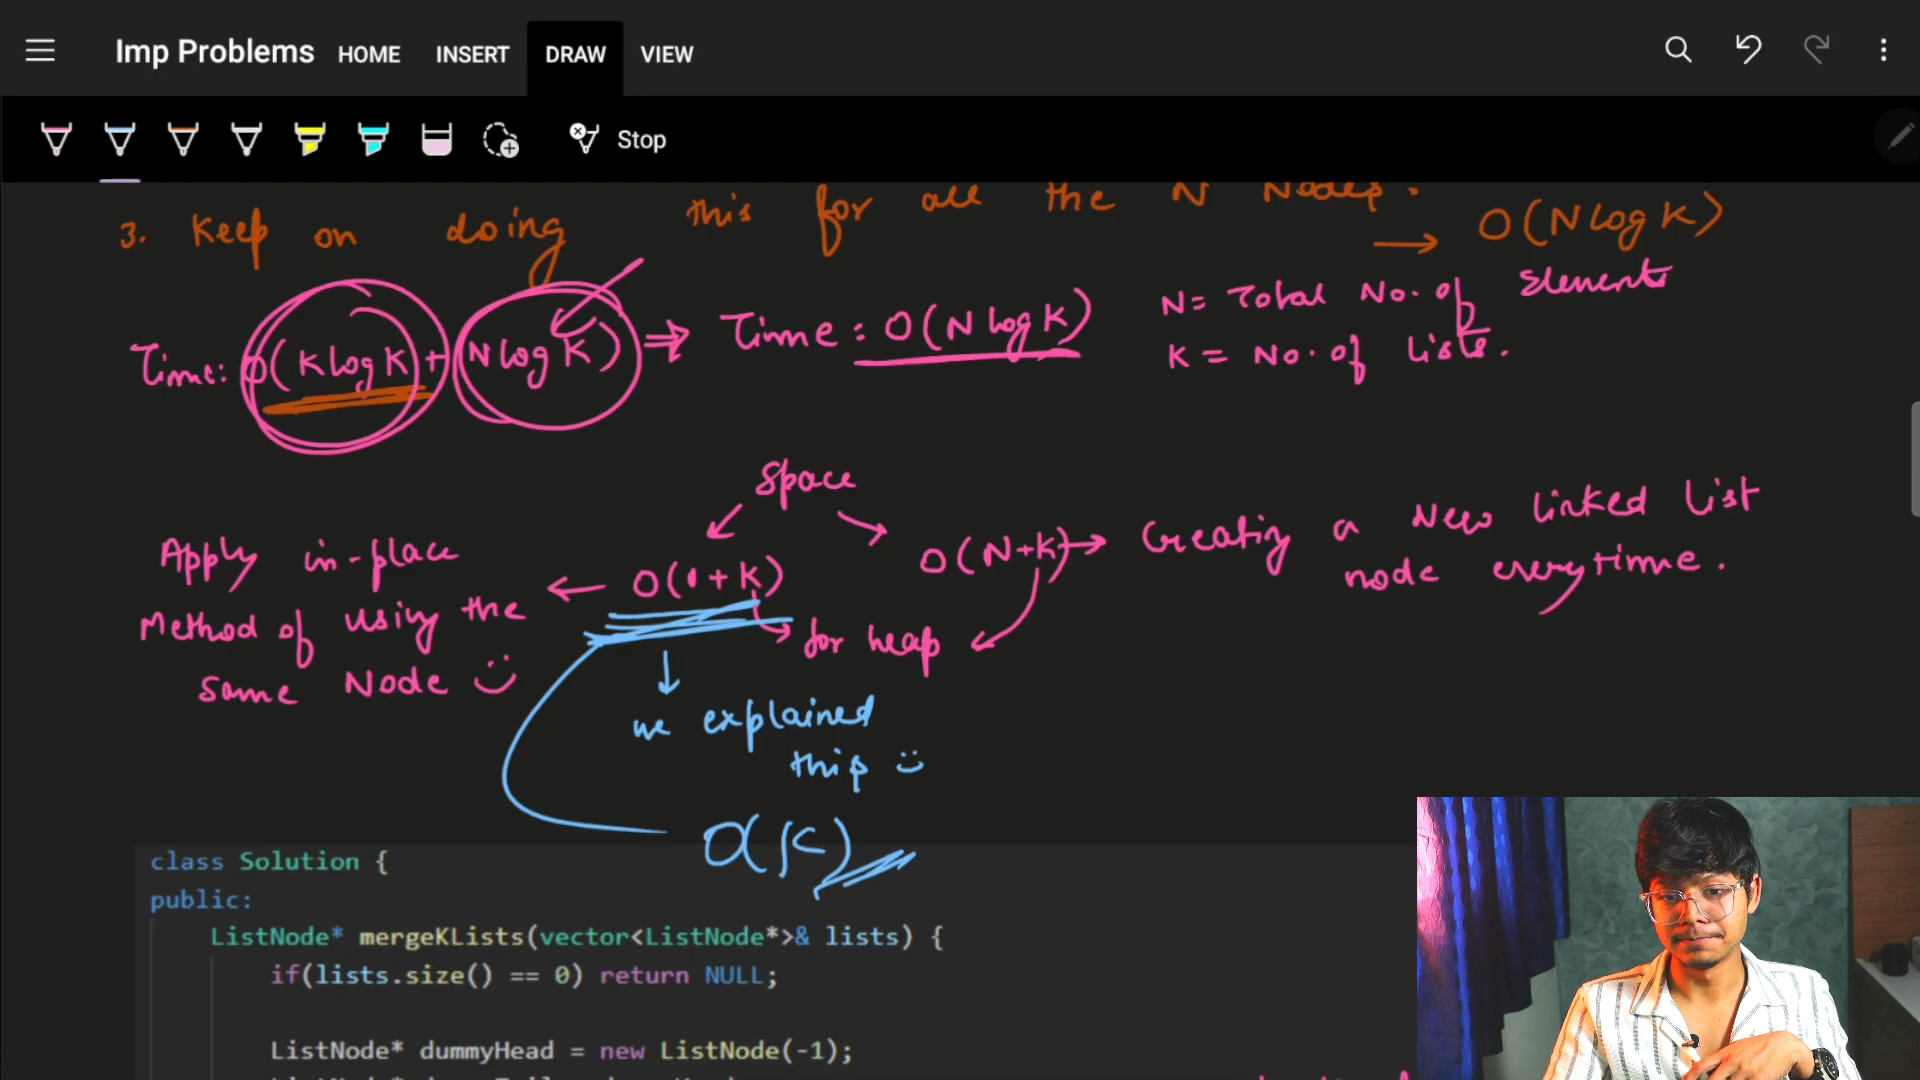 Imp Problems HOME INSERT DRAW VIEW
Stop
3. Keep on doing this for all the N Nodes.
→ O(N log K)
Time: O(K log K + N log K) ⇒ Time: O(N log K)
N = Total No. of Elements
K = No. of lists.
Space
Apply in-place
Method of using the
same Node
← O(1 + K)
for heap
O(N+K) → Creating a New linked list
node everytime.
↓
we explained
this
O(K)
class Solution {
public:
ListNode* mergeKLists(vector<ListNode*>& lists) {
if(lists.size() == 0) return NULL;
ListNode* dummyHead = new ListNode(-1);